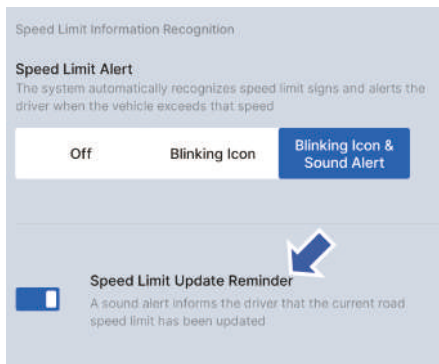 Speed Limit Information Recognition
Speed Limit Alert
The system automatically recognizes speed limit signs and alerts the
driver when the vehicle exceeds that speed
Off
Blinking Icon
Blinking Icon &
Sound Alert
Speed Limit Update Reminder
A sound alert informs the driver that the current road
speed limit has been updated